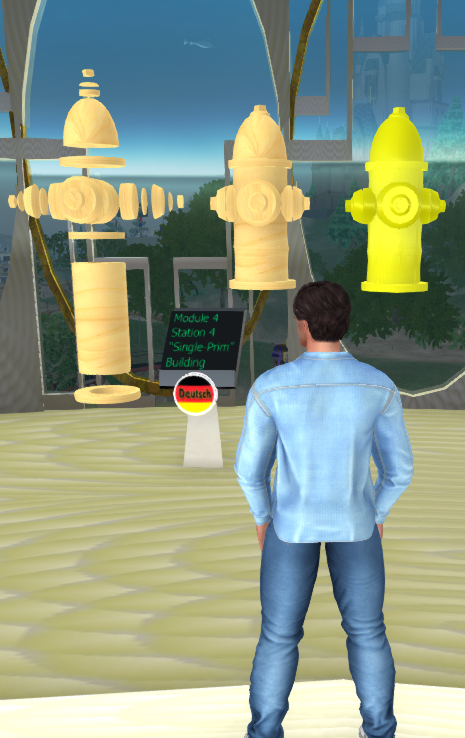 Module 4
Station 4
"Single-Prim"
Building
Deutsch